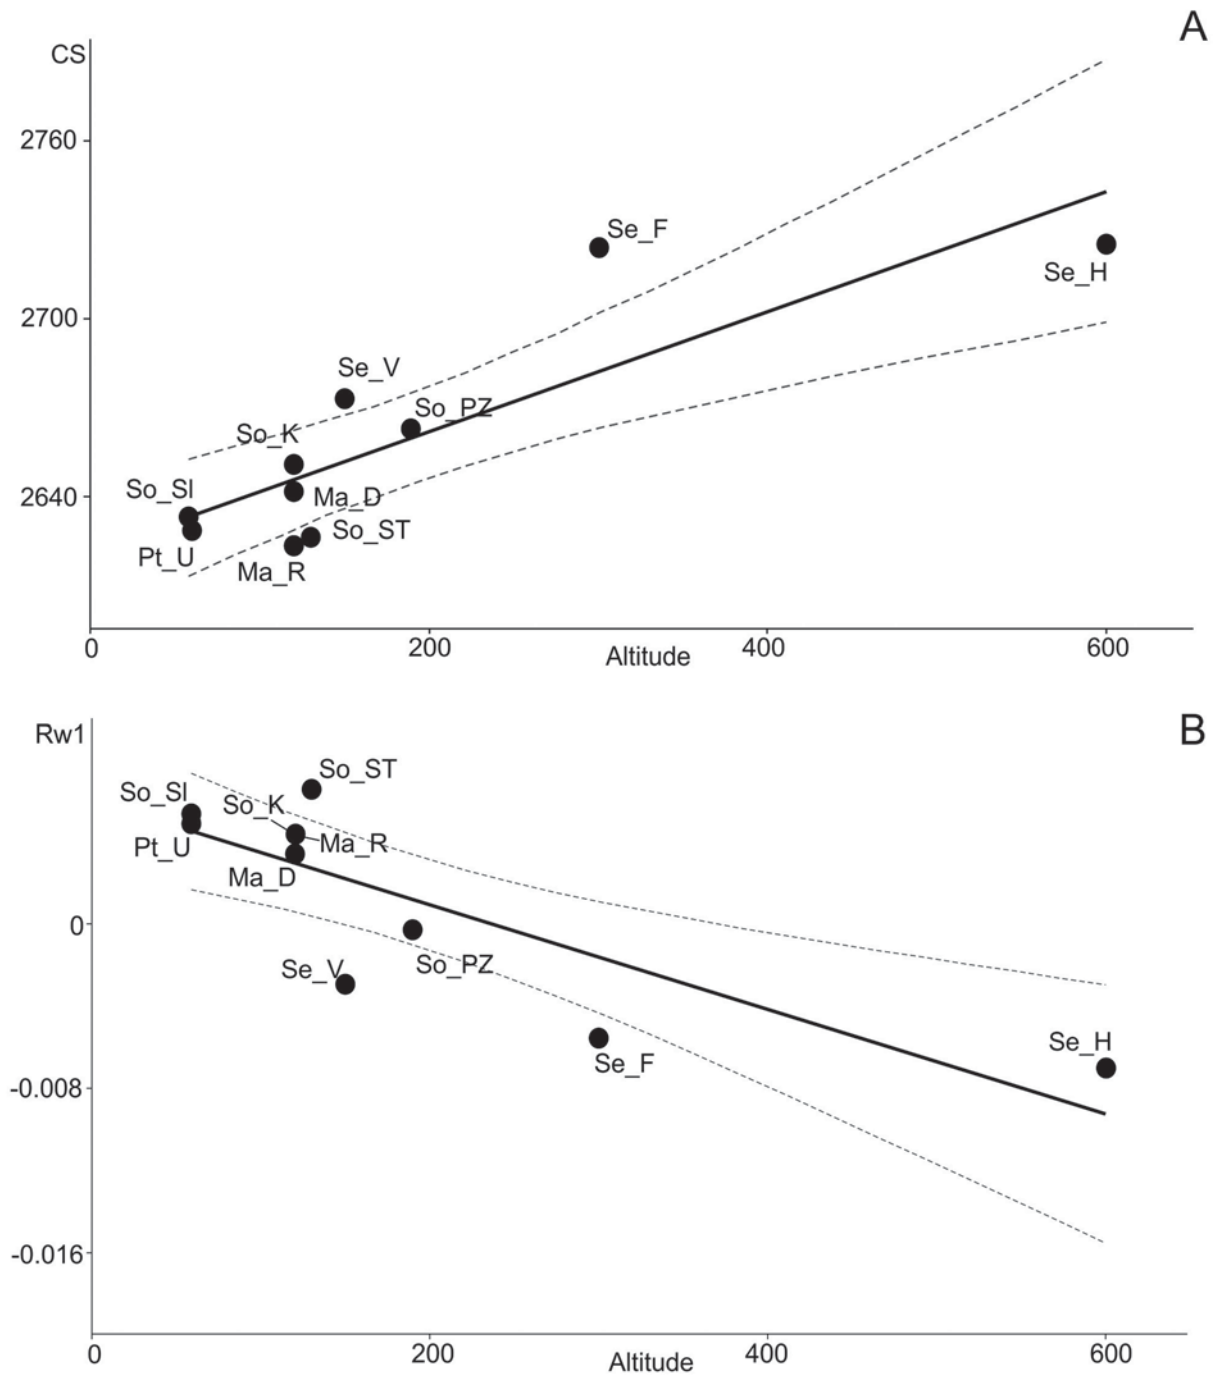 A
CS
2760
Se_F
Se_H
2700
Se_V
So_PZ
So_K
So_Sl
Ma_D
2640
So_ST
Pt_U
Ma_R
0
200
400
600
Altitude
B
Rw1
So_ST
So_Sl
So_K
Ma_R
Pt_U
Ma_D
0
So_PZ
Se_V
Se_H
Se_F
-0.008
-0.016
0
200
400
600
Altitude